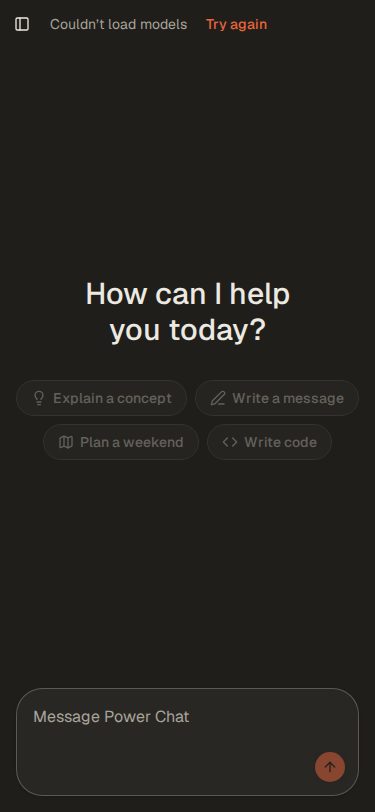 Couldn't load models Try again
How can I help
you today?
Explain a concept
Write a message
Plan a weekend
Write code
Message Power Chat